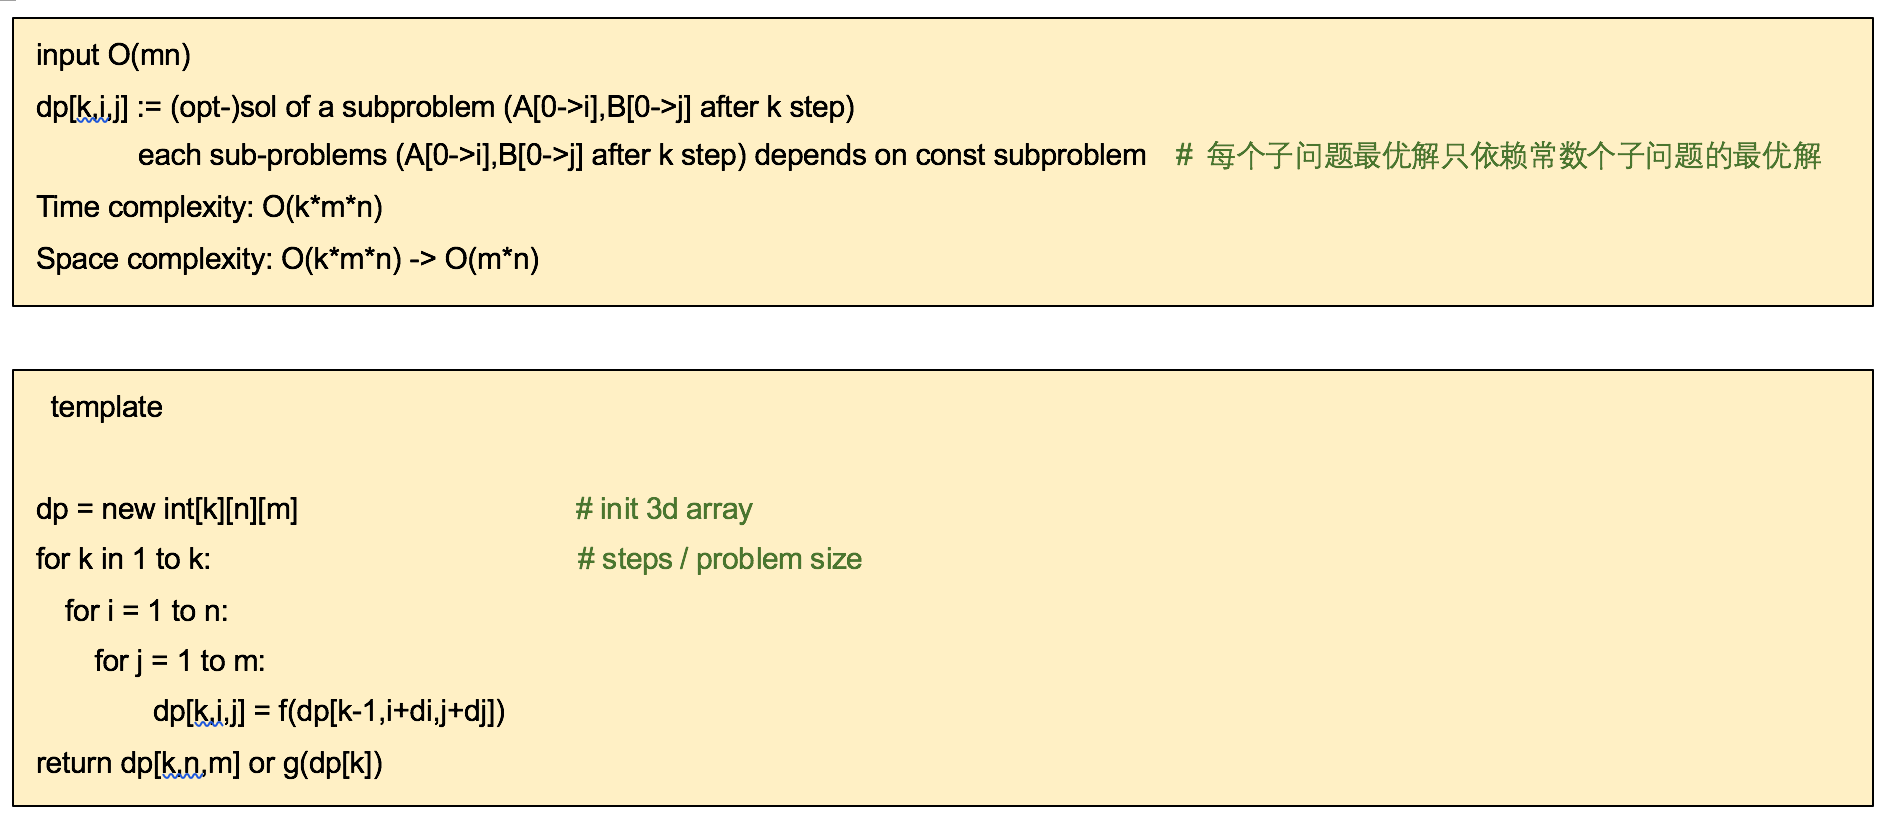 input O(mn)
dp[k,i,j] := (opt-)sol of a subproblem (A[0->i],B[0->j] after k step)
each sub-problems (A[0->i],B[0->j] after k step) depends on const subproblem # 每个子问题最优解只依赖常数个子问题的最优解
Time complexity: O(k*m*n)
Space complexity: O(k*m*n) -> O(m*n)
template
dp = new int[k][n][m] # init 3d array
for k in 1 to k: # steps / problem size
for i = 1 to n:
for j = 1 to m:
dp[k,i,j] = f(dp[k-1,i+di,j+dj])
return dp[k,n,m] or g(dp[k])